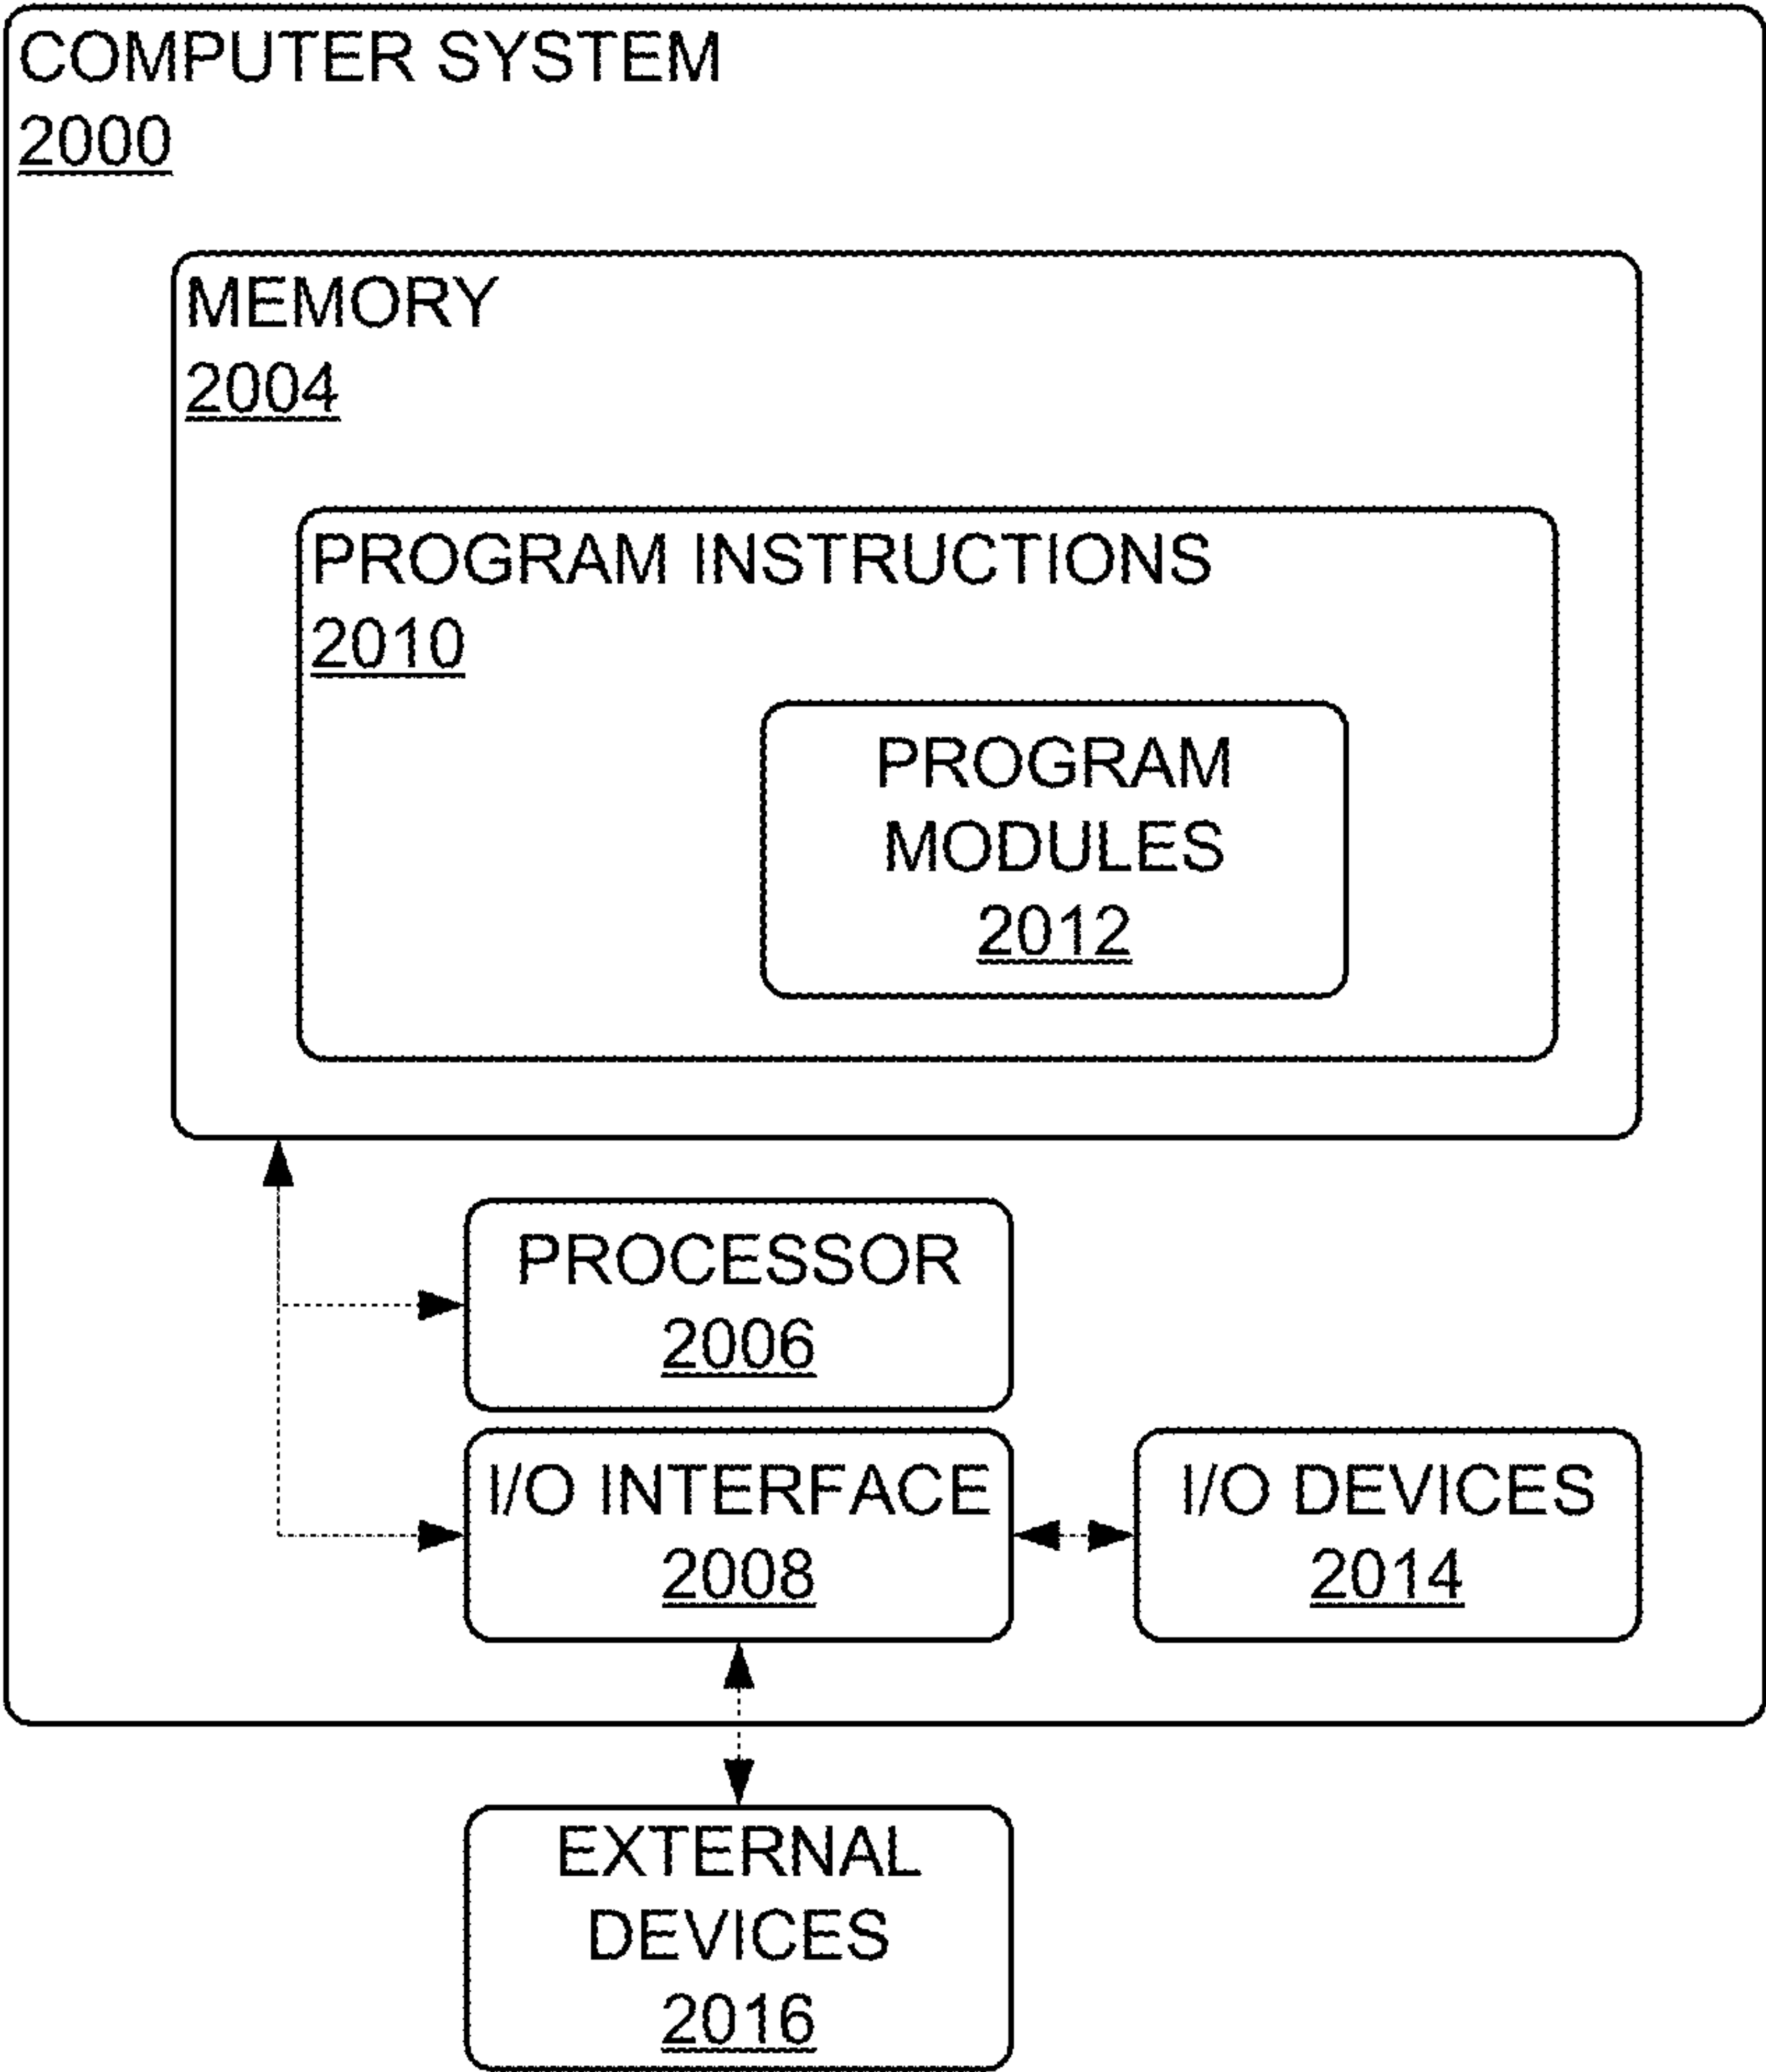 COMPUTER SYSTEM
2000
MEMORY
2004
PROGRAM INSTRUCTIONS
2010
PROGRAM
MODULES
2012
PROCESSOR
2006
I/O INTERFACE
2008
I/O DEVICES
2014
EXTERNAL
DEVICES
2016